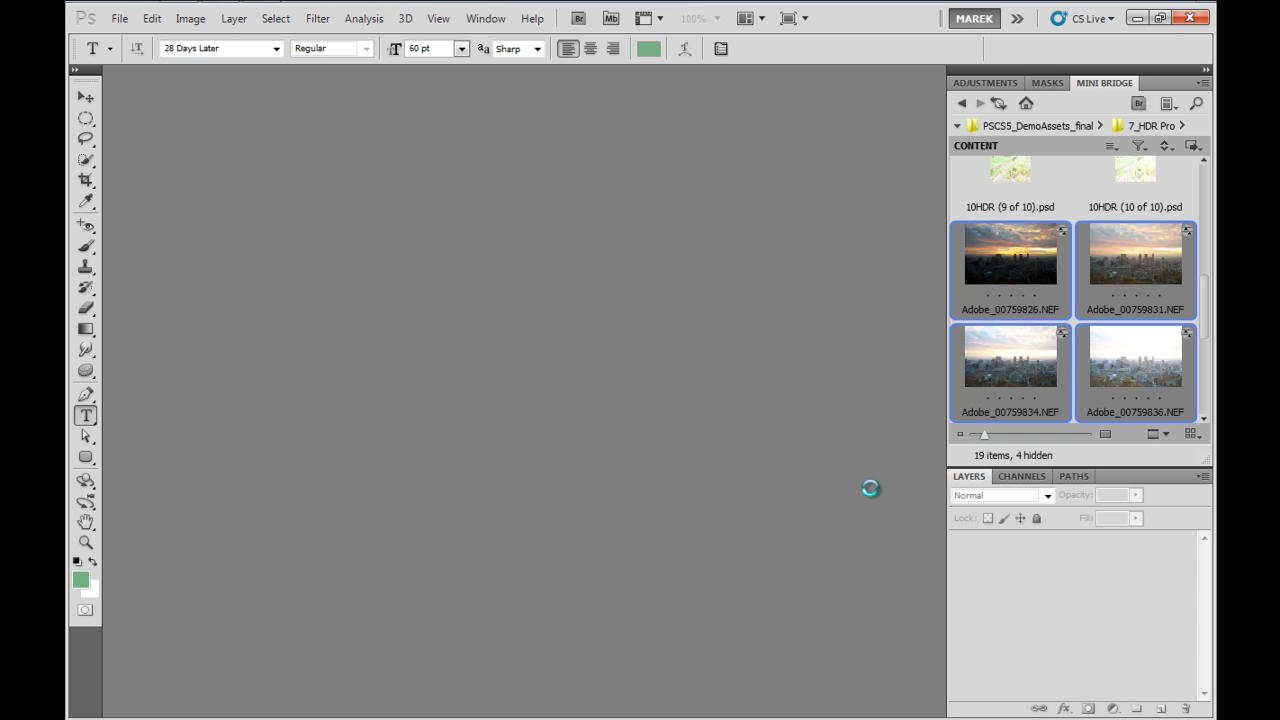 Ps File Edit Image Layer Select Filter Analysis 3D View Window Help Br Mb 100% MAREK CS Live
T 28 Days Later Regular T 60 pt aa Sharp
ADJUSTMENTS MASKS MINI BRIDGE
Br
PSCS5_DemoAssets_final 7_HDR Pro
CONTENT
10HDR (9 of 10).psd 10HDR (10 of 10).psd
Adobe_00759826.NEF Adobe_00759831.NEF
Adobe_00759834.NEF Adobe_00759836.NEF
19 items, 4 hidden
LAYERS CHANNELS PATHS
Normal Opacity:
Lock: Fill:
T
fx